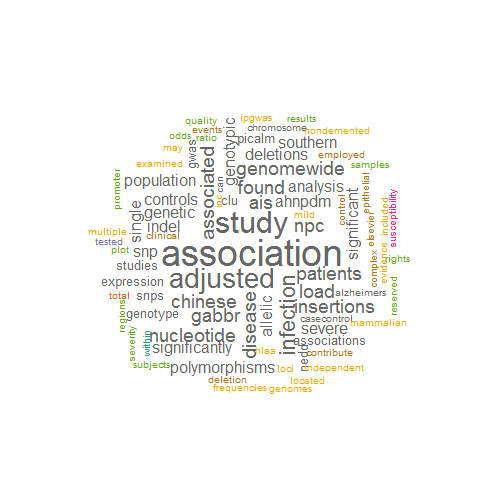 quality
ipgwas
results
events
chromosome
nondemented
odds
ratio
picalm
southern
gwas
genotypic
may
deletions
employed
examined
genomewide
samples
associated
can
found
analysis
population
promoter
controls
clu
ais
ahnpdm
single
genetic
mild
significant
control
epithelial
elsevier
included
susceptibility
multiple
indel
clinical
study
npc
tested
plot
snp
association
complex
evidence
rights
studies
patients
expression
adjusted
load
alzheimers
reserved
total
snps
chinese
disease
allelic
infection
insertions
genotype
gabbr
casecontrol
mammalian
regions
severity
within
nucleotide
severe
associations
significantly
hlaa
contribute
subjects
polymorphisms
loci
nedd
independent
deletion
located
frequencies
genomes